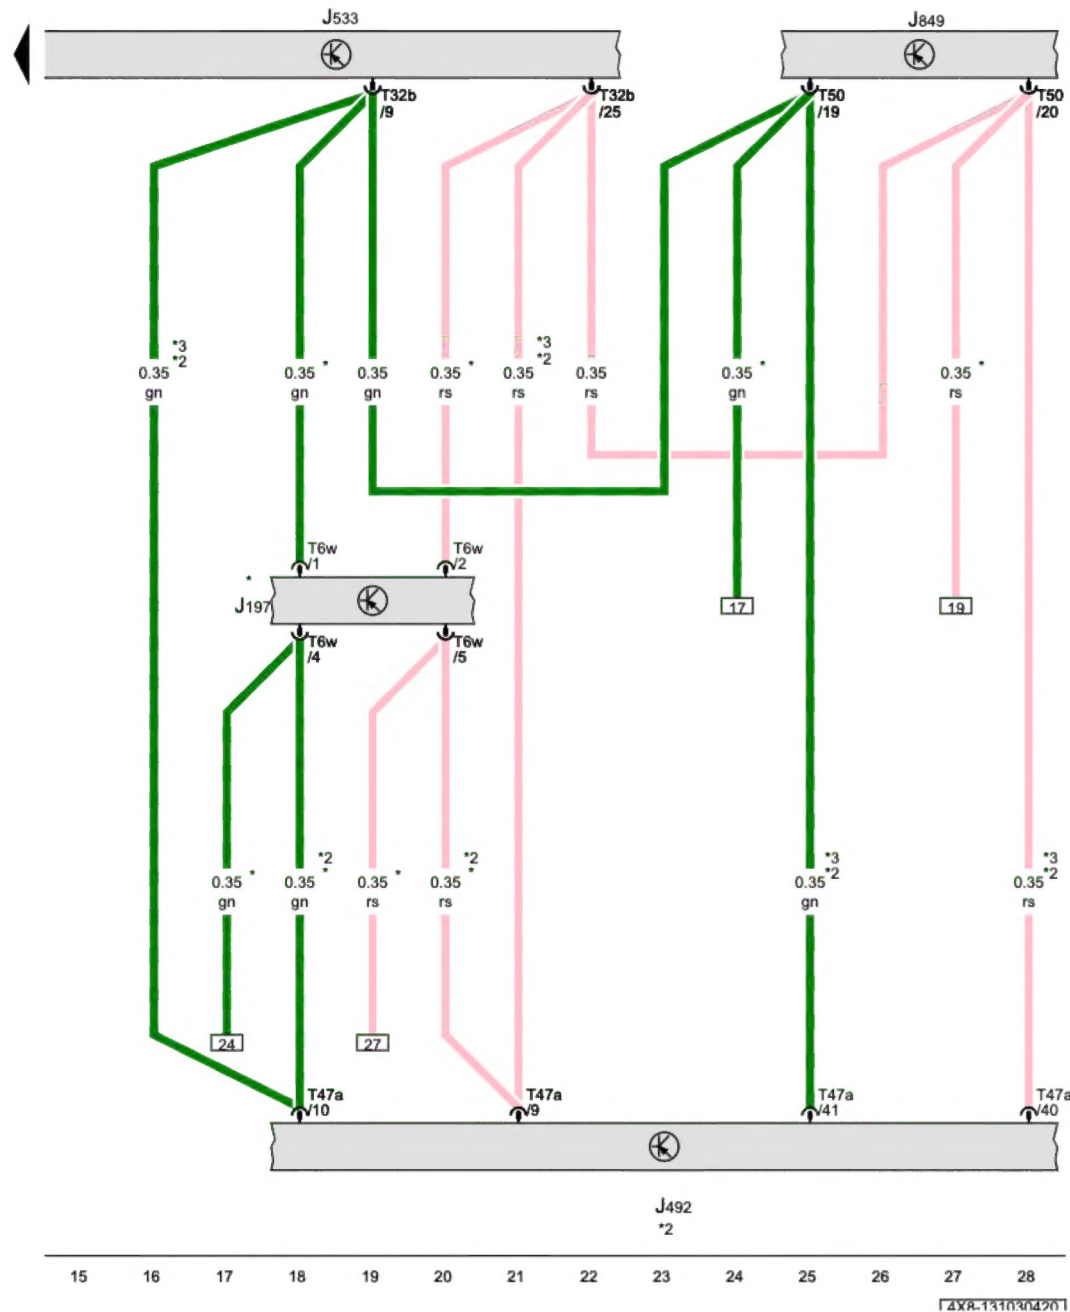 J533 J849
T32b
/9
T32b
/25
T50
/19
T50
/20
*3
*2
0.35
gn
0.35 *
gn
0.35
gn
0.35 *
rs
*3
*2
0.35
rs
0.35
rs
0.35 *
gn
0.35 *
rs
T6w
/1
T6w
/2
*
J197
17
19
T6w
/4
T6w
/5
0.35 *
gn
*2
0.35 *
gn
0.35 *
rs
*2
0.35 *
rs
*3
0.35 *2
gn
*3
0.35 *2
rs
24
27
T47a
/10
T47a
/9
T47a
/41
T47a
/40
J492
*2
15 16 17 18 19 20 21 22 23 24 25 26 27 28
4X8-131030420